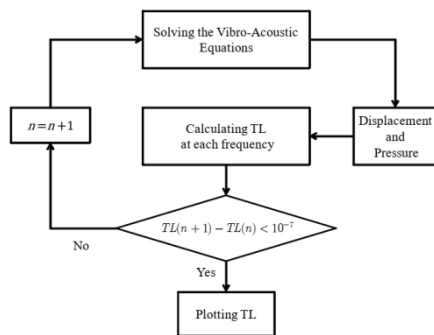 Solving the Vibro-Acoustic
Equations
n=n+1
Calculating TL
at each frequency
Displacement
and
Pressure
TL(n + 1) − TL(n) < 10⁻⁷
No
Yes
Plotting TL